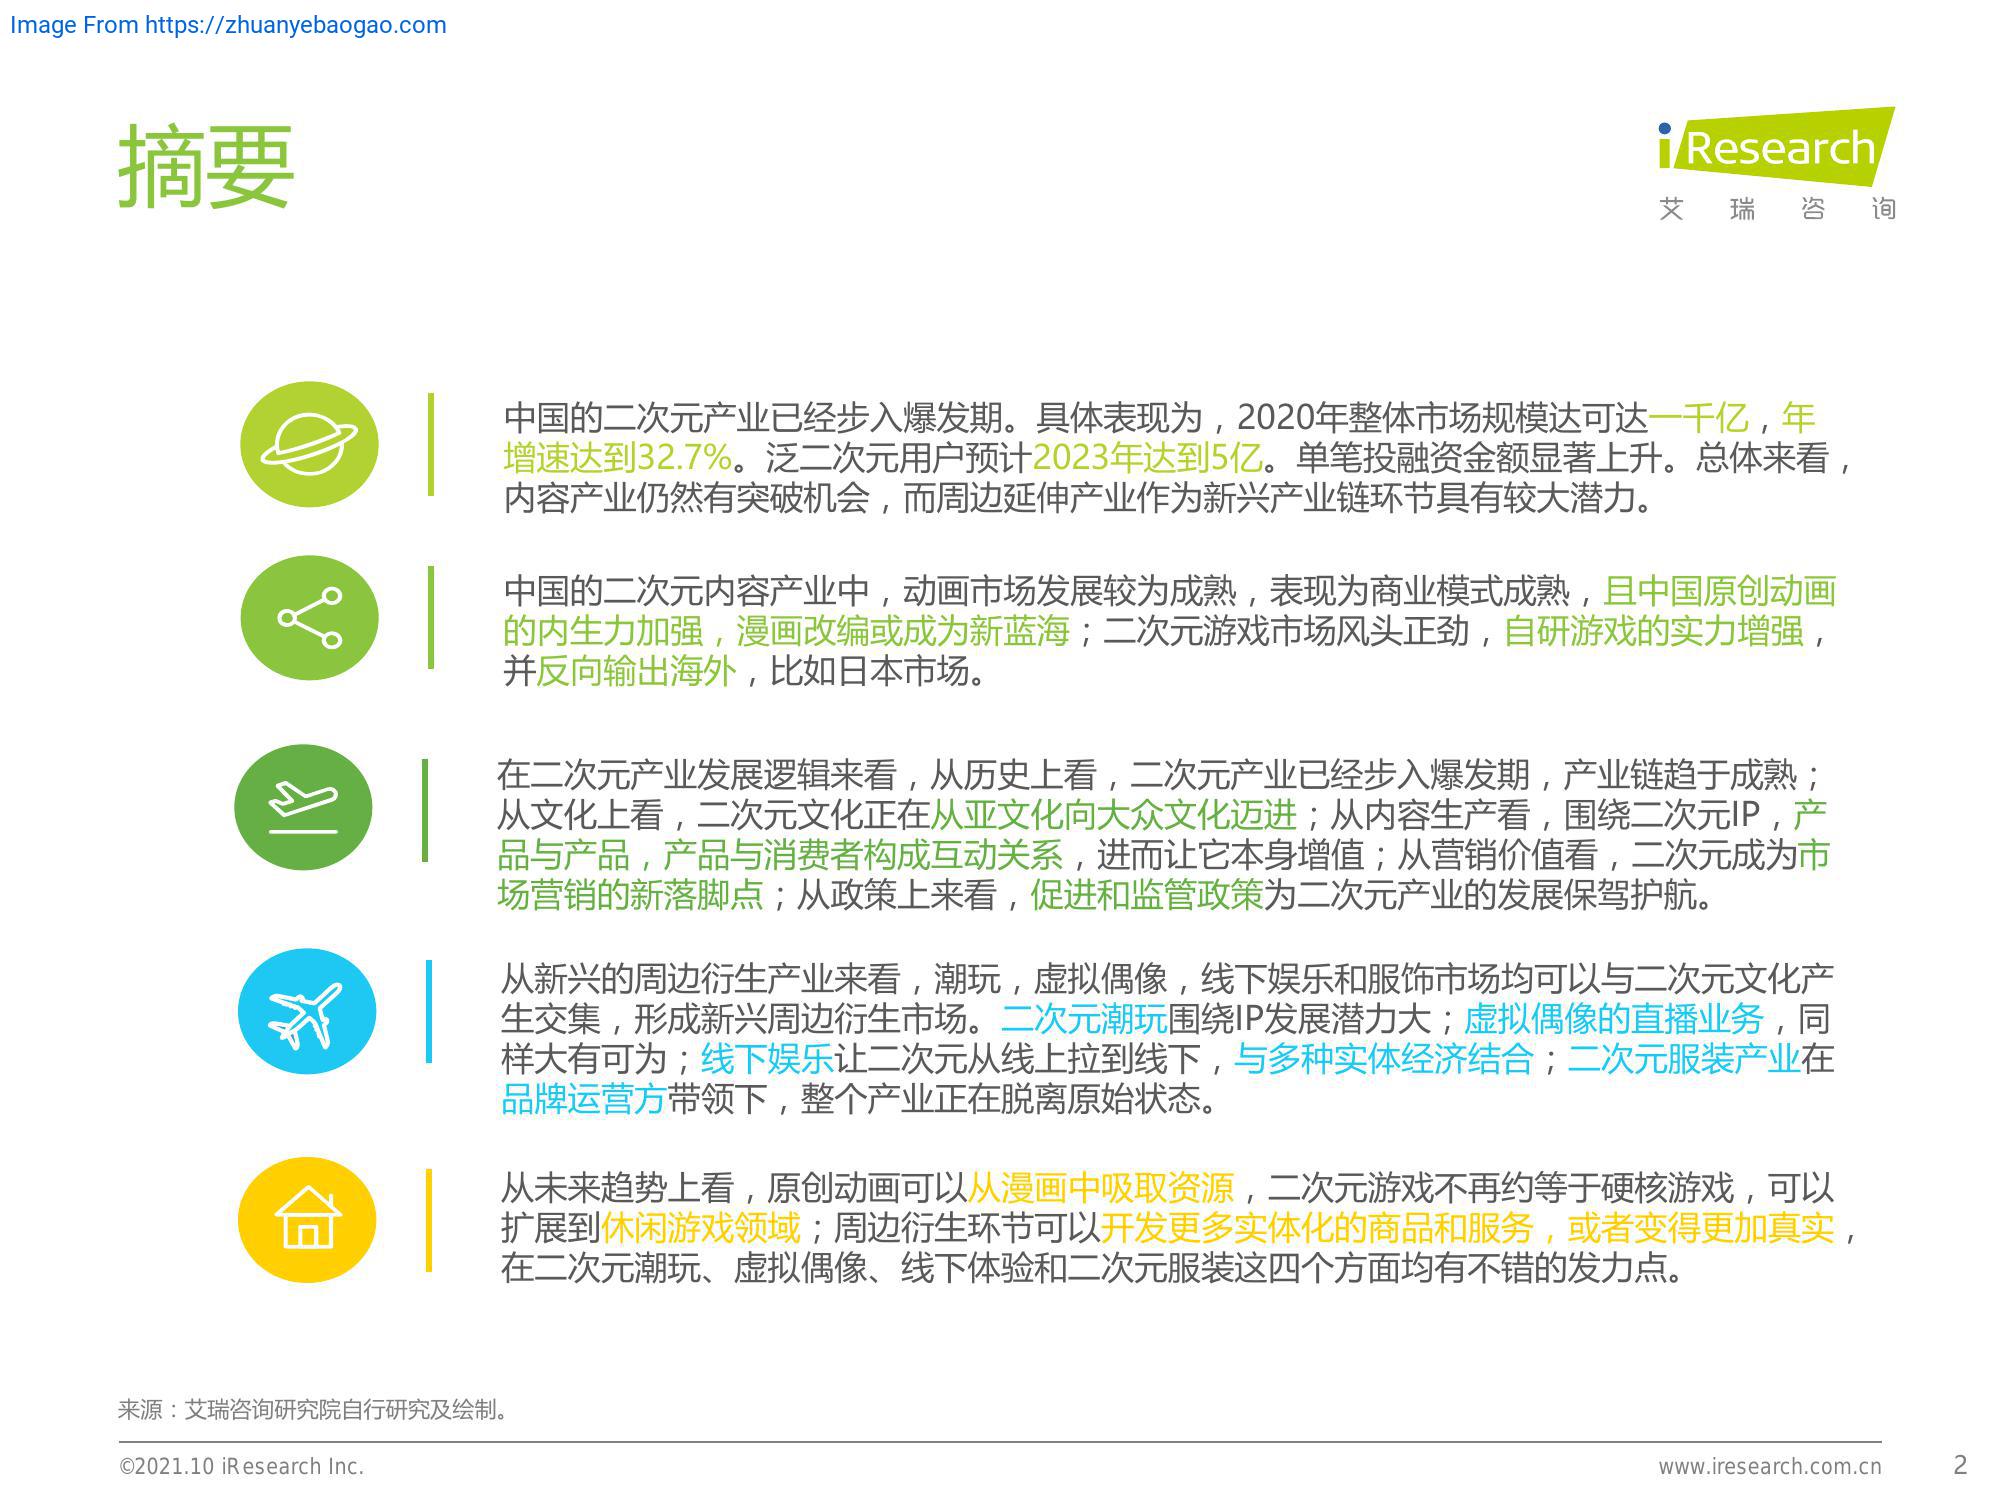 Image From https://zhuanyebaogao.com
摘要
iResearch
艾瑞咨询
中国的二次元产业已经步入爆发期。具体表现为，2020年整体市场规模达可达一千亿，年
增速达到32.7%。泛二次元用户预计2023年达到5亿。单笔投融资金额显著上升。总体来看，
内容产业仍然有突破机会，而周边延伸产业作为新兴产业链环节具有较大潜力。
中国的二次元内容产业中，动画市场发展较为成熟，表现为商业模式成熟，且中国原创动画
的内生力加强，漫画改编或成为新蓝海；二次元游戏市场风头正劲，自研游戏的实力增强，
并反向输出海外，比如日本市场。
在二次元产业发展逻辑来看，从历史上看，二次元产业已经步入爆发期，产业链趋于成熟；
从文化上看，二次元文化正在从亚文化向大众文化迈进；从内容生产看，围绕二次元IP，产
品与产品，产品与消费者构成互动关系，进而让它本身增值；从营销价值看，二次元成为市
场营销的新落脚点；从政策上来看，促进和监管政策为二次元产业的发展保驾护航。
从新兴的周边衍生产业来看，潮玩，虚拟偶像，线下娱乐和服饰市场均可以与二次元文化产
生交集，形成新兴周边衍生市场。二次元潮玩围绕IP发展潜力大；虚拟偶像的直播业务，同
样大有可为；线下娱乐让二次元从线上拉到线下，与多种实体经济结合；二次元服装产业在
品牌运营方带领下，整个产业正在脱离原始状态。
从未来趋势上看，原创动画可以从漫画中吸取资源，二次元游戏不再约等于硬核游戏，可以
扩展到休闲游戏领域；周边衍生环节可以开发更多实体化的商品和服务，或者变得更加真实，
在二次元潮玩、虚拟偶像、线下体验和二次元服装这四个方面均有不错的发力点。
来源：艾瑞咨询研究院自行研究及绘制。
©2021.10 iResearch Inc.
www.iresearch.com.cn
2